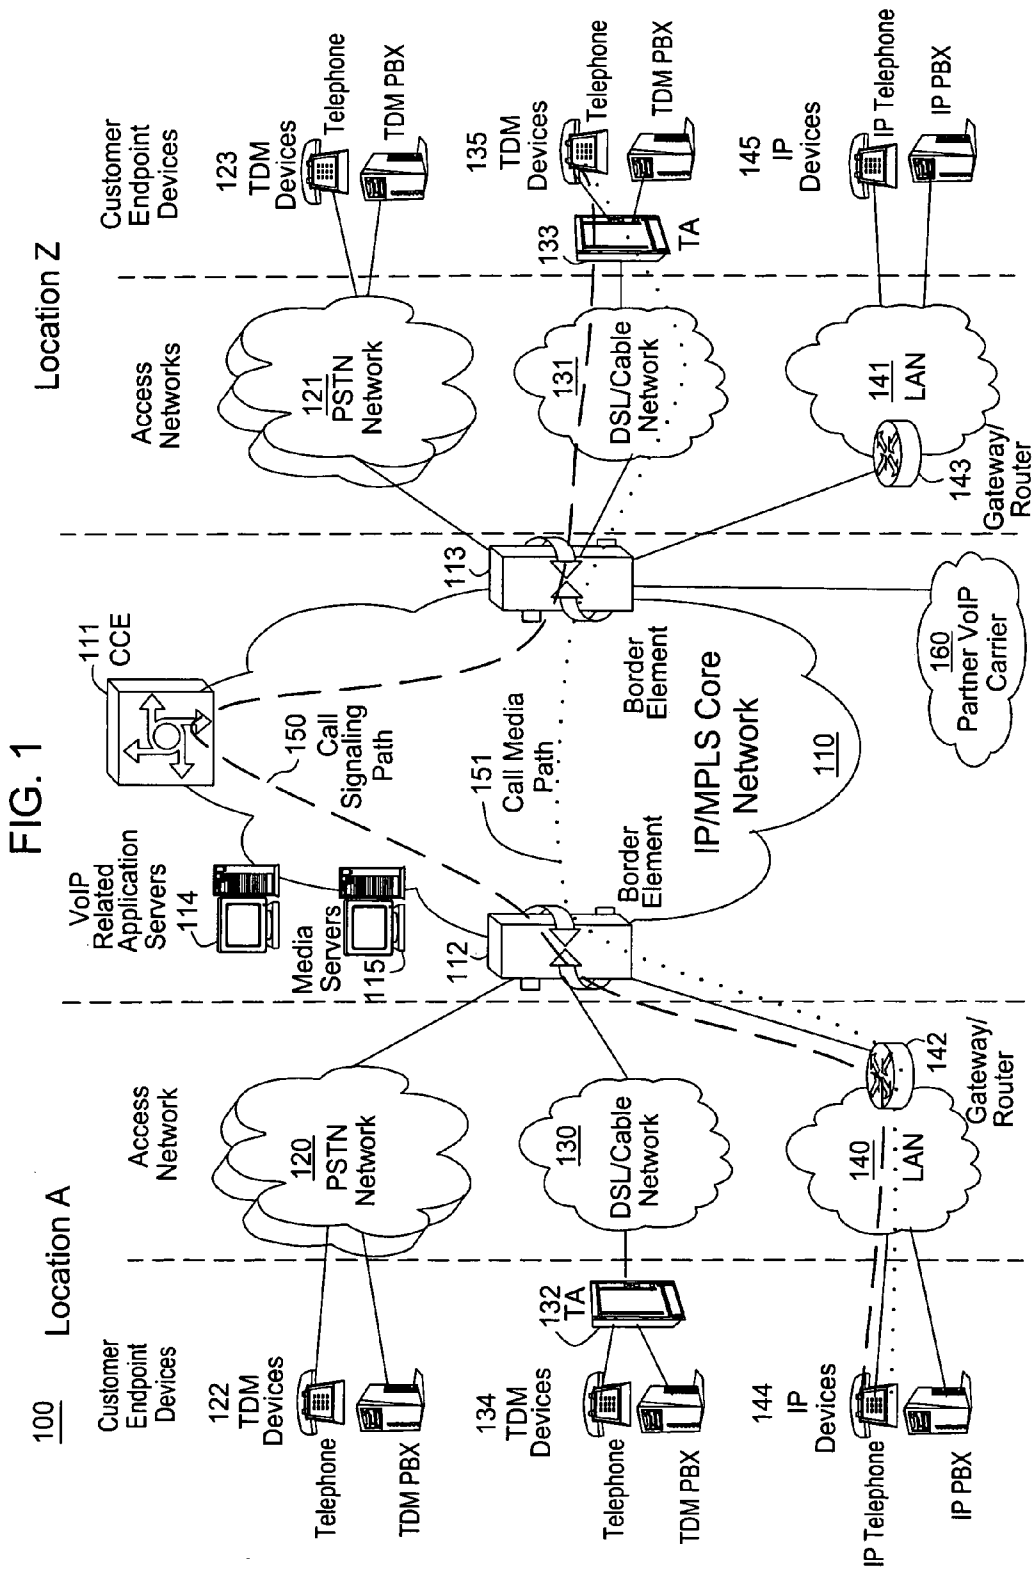 FIG. 1
100
Location A
Location Z
Customer
Endpoint
Devices
Access
Network
VoIP
Related
Application
Servers
114
111
CCE
Access
Networks
Customer
Endpoint
Devices
122
TDM
Devices
Telephone
TDM PBX
120
PSTN
Network
Media
Servers
115
112
150
Call
Signaling
Path
113
121
PSTN
Network
123
TDM
Devices
Telephone
TDM PBX
134
TDM
Devices
Telephone
TDM PBX
132
TA
130
DSL/Cable
Network
151
Call Media
Path
Border
Element
Border
Element
131
DSL/Cable
Network
133
TA
135
TDM
Devices
Telephone
TDM PBX
IP/MPLS Core
Network
110
144
IP
Devices
IP Telephone
IP PBX
140
LAN
142
Gateway/
Router
160
Partner VoIP
Carrier
143
Gateway/
Router
141
LAN
145
IP
Devices
IP Telephone
IP PBX